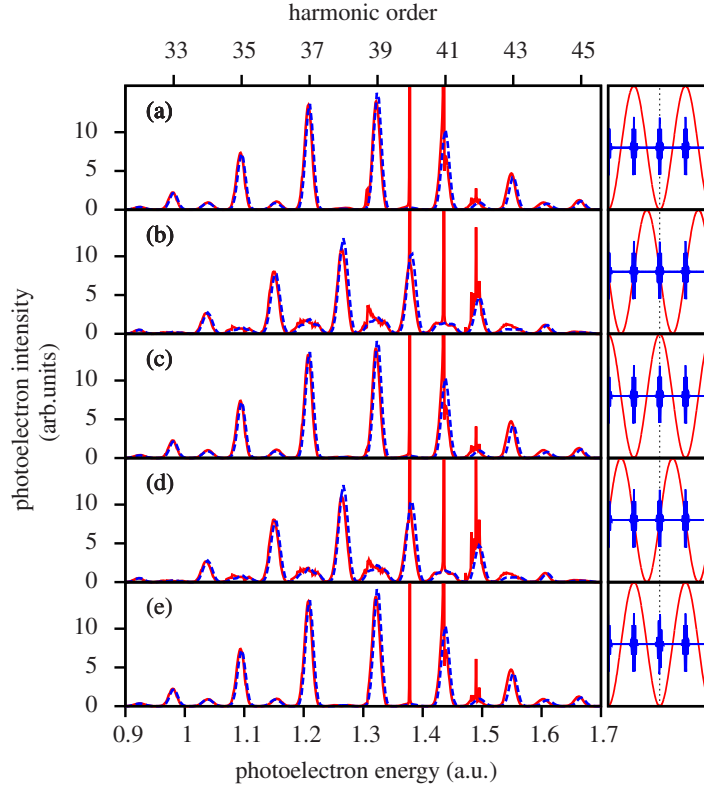 harmonic order
33 35 37 39 41 43 45
(a)
10
5
0
(b)
10
5
0
(c)
10
5
0
(d)
10
5
0
(e)
10
5
0
photoelectron intensity
(arb.units)
0.9 1 1.1 1.2 1.3 1.4 1.5 1.6 1.7
photoelectron energy (a.u.)